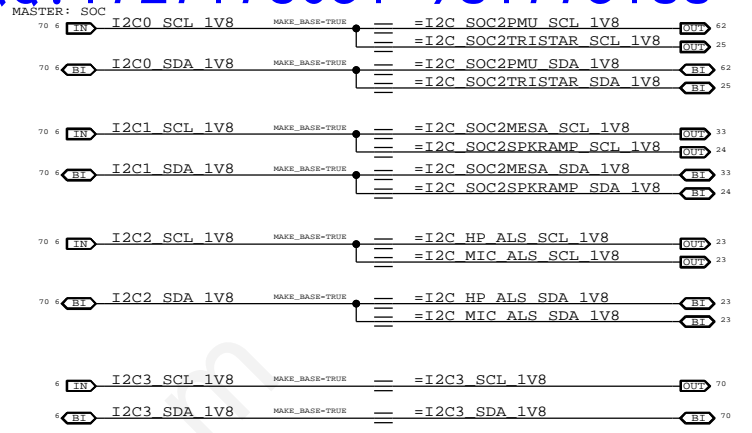 MASTER: SOC
70 6 IN I2C0_SCL_1V8 MAKE_BASE=TRUE =I2C_SOC2PMU_SCL_1V8 OUT 62
=I2C_SOC2TRISTAR_SCL_1V8 OUT 25
70 6 BI I2C0_SDA_1V8 MAKE_BASE=TRUE =I2C_SOC2PMU_SDA_1V8 BI 62
=I2C_SOC2TRISTAR_SDA_1V8 BI 25
70 6 IN I2C1_SCL_1V8 MAKE_BASE=TRUE =I2C_SOC2MESA_SCL_1V8 OUT 33
=I2C_SOC2SPKRAMP_SCL_1V8 OUT 24
70 6 BI I2C1_SDA_1V8 MAKE_BASE=TRUE =I2C_SOC2MESA_SDA_1V8 BI 33
=I2C_SOC2SPKRAMP_SDA_1V8 BI 24
70 6 IN I2C2_SCL_1V8 MAKE_BASE=TRUE =I2C_HP_ALS_SCL_1V8 OUT 23
=I2C_MIC_ALS_SCL_1V8 OUT 23
70 6 BI I2C2_SDA_1V8 MAKE_BASE=TRUE =I2C_HP_ALS_SDA_1V8 BI 23
=I2C_MIC_ALS_SDA_1V8 BI 23
6 IN I2C3_SCL_1V8 MAKE_BASE=TRUE =I2C3_SCL_1V8 OUT 70
6 BI I2C3_SDA_1V8 MAKE_BASE=TRUE =I2C3_SDA_1V8 BI 70